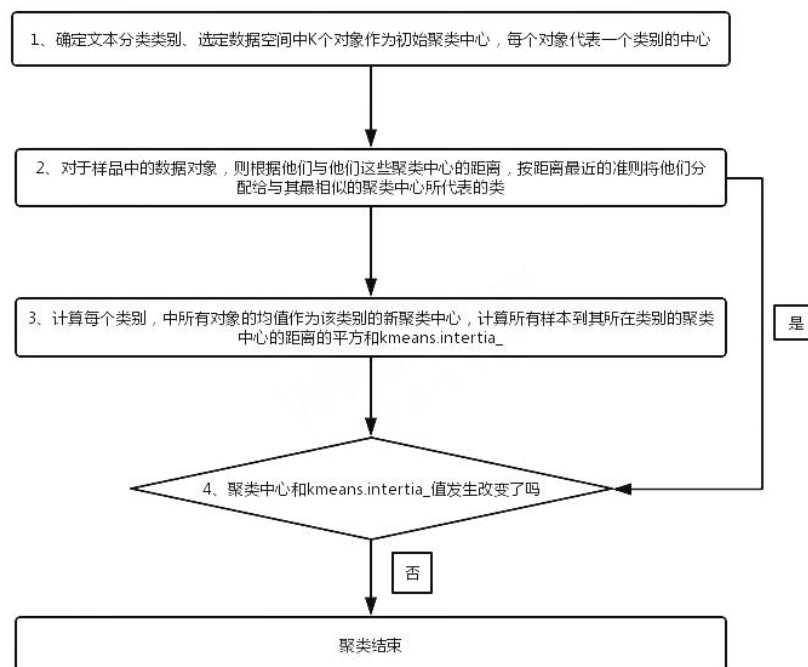 1、确定文本分类类别、选定数据空间中K个对象作为初始聚类中心，每个对象代表一个类别的中心
2、对于样品中的数据对象，则根据他们与他们这些聚类中心的距离，按距离最近的准则将他们分
配给与其最相似的聚类中心所代表的类
3、计算每个类别，中所有对象的均值作为该类别的新聚类中心，计算所有样本到其所在类别的聚类
中心的距离的平方和kmeans.intertia_
是
4、聚类中心和kmeans.intertia_值发生改变了吗
否
聚类结束